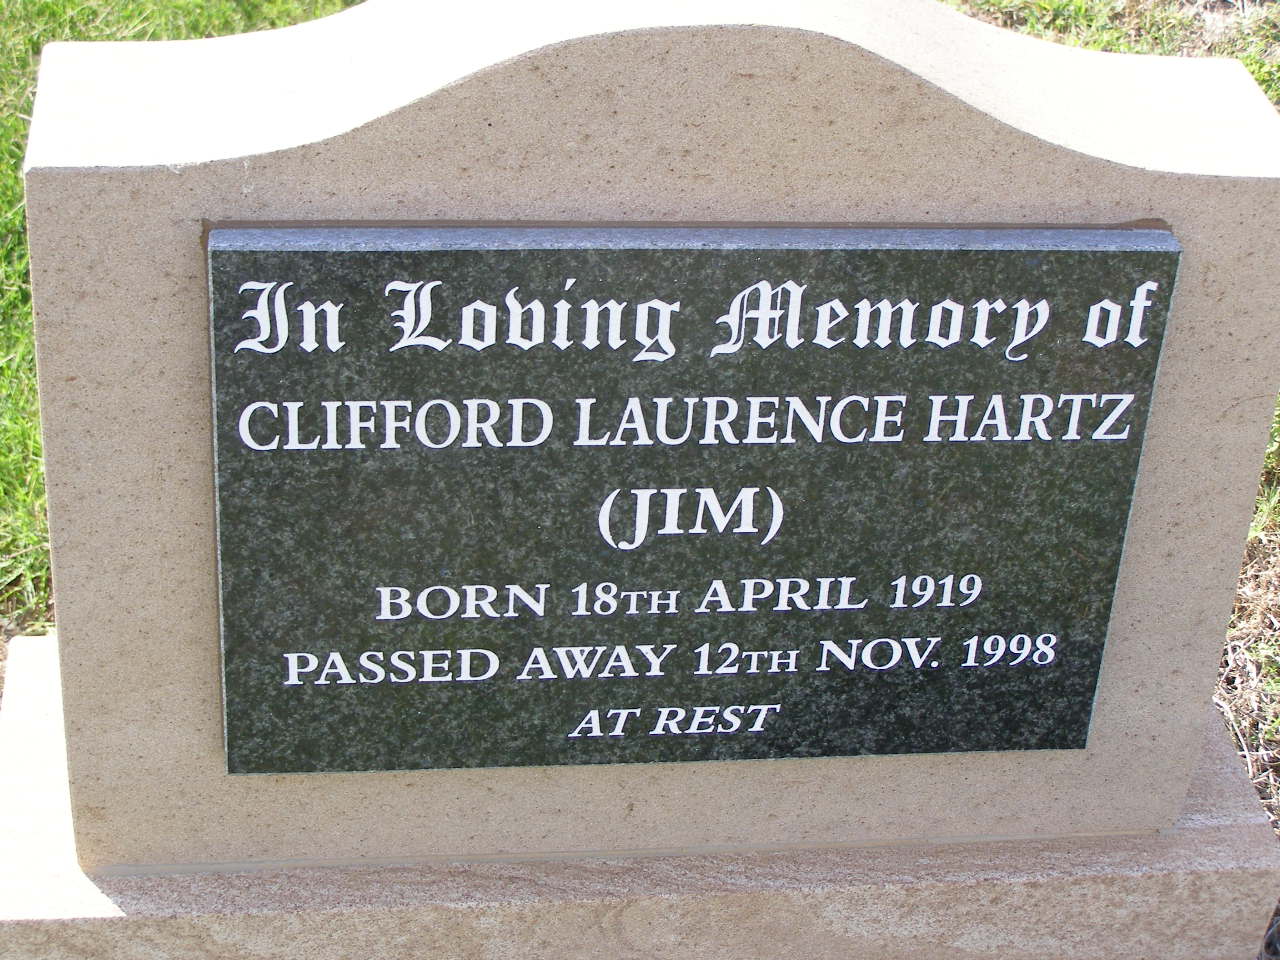 In Loving Memory of
CLIFFORD LAURENCE HARTZ
(JIM)
BORN 18TH APRIL 1919
PASSED AWAY 12TH NOV. 1998
AT REST